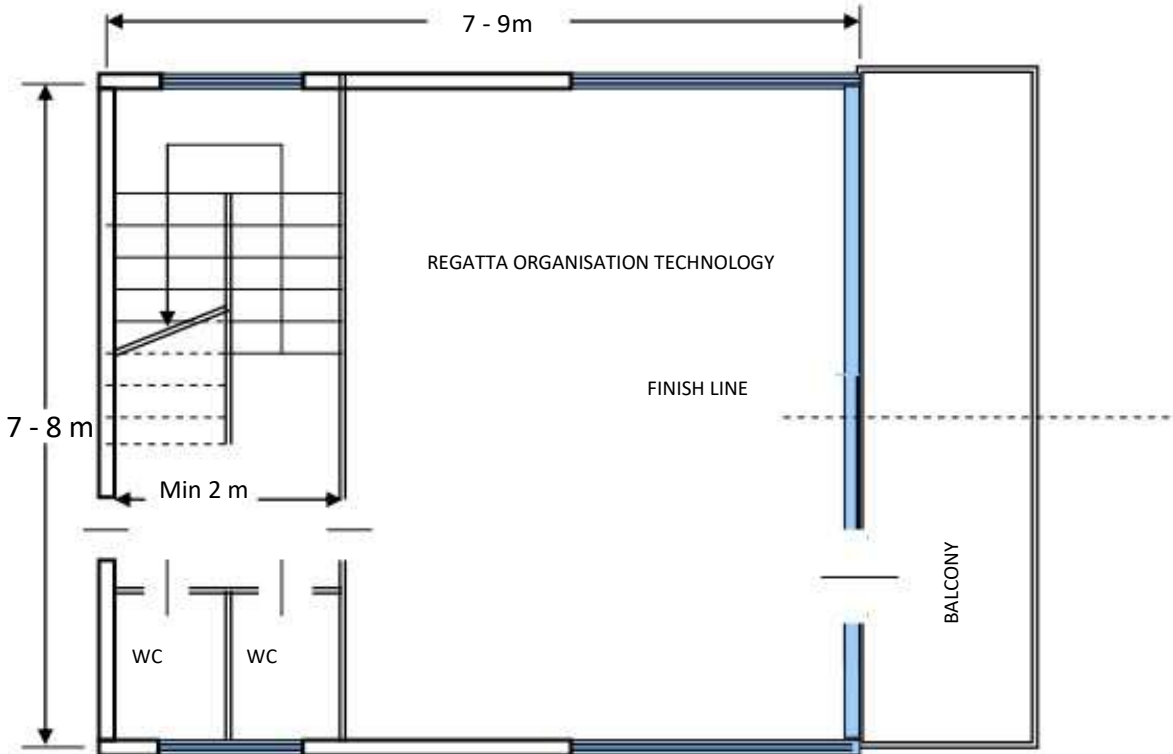 7 - 9m
REGATTA ORGANISATION TECHNOLOGY
FINISH LINE
7 - 8 m
Min 2 m
BALCONY
WC
WC